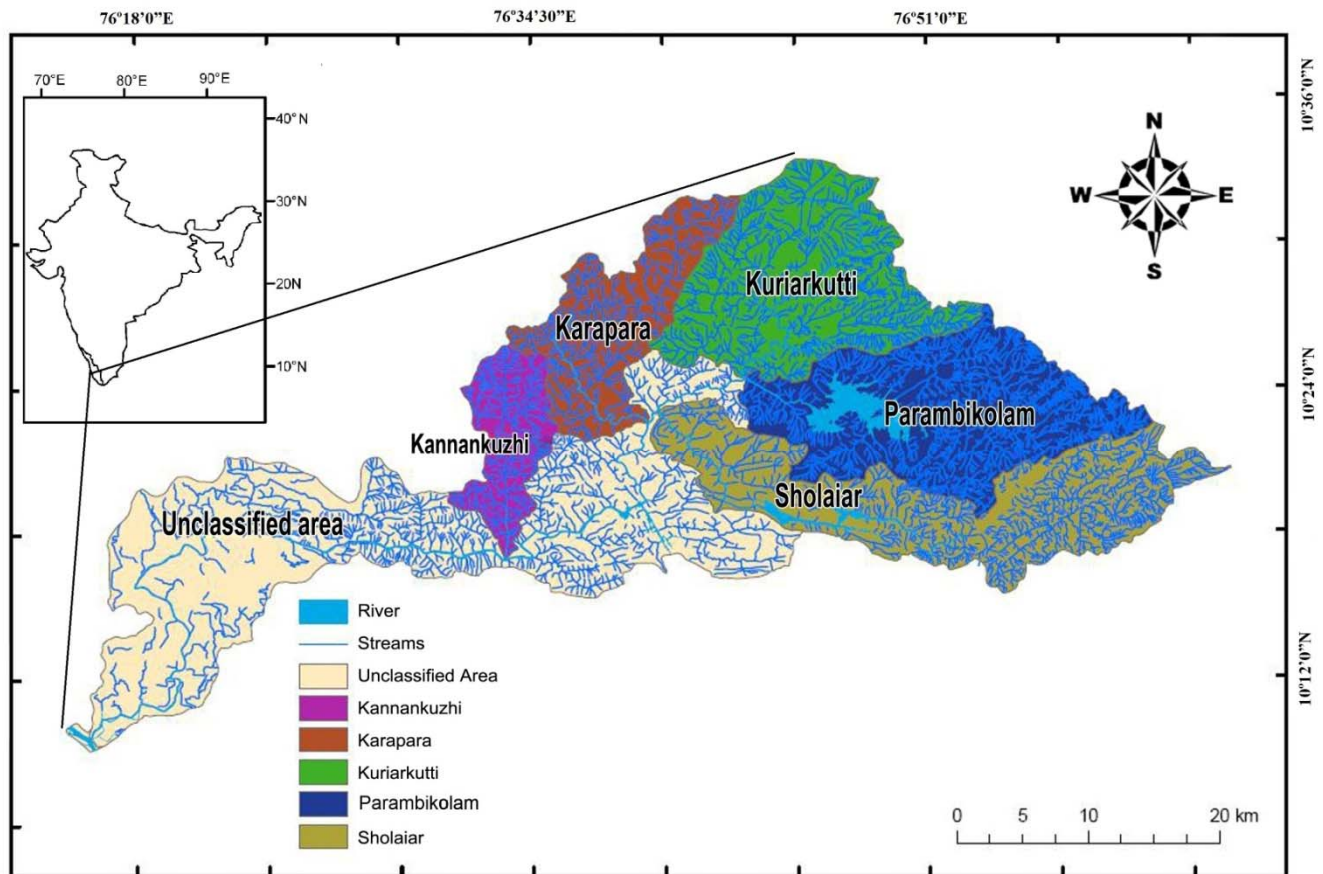 76°18'0”E
76°34'30”E
76°51'0”E
70°E
80°E
90°E
40°N
30°N
20°N
10°N
10°36'0”N
10°24'0”N
10°12'0”N
N
W
E
S
Kuriarkutti
Karapara
Parambikolam
Kannankuzhi
Sholaiar
Unclassified area
River
Streams
Unclassified Area
Kannankuzhi
Karapara
Kuriarkutti
Parambikolam
Sholaiar
0 5 10 20 km